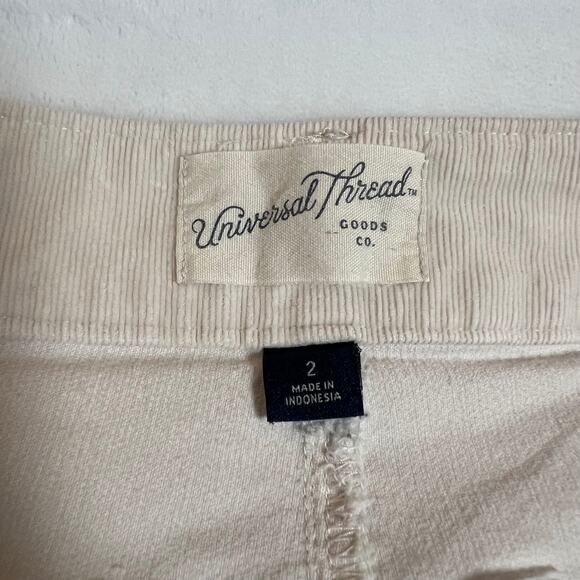 Universal Thread™
GOODS
CO.
2
MADE IN
INDONESIA